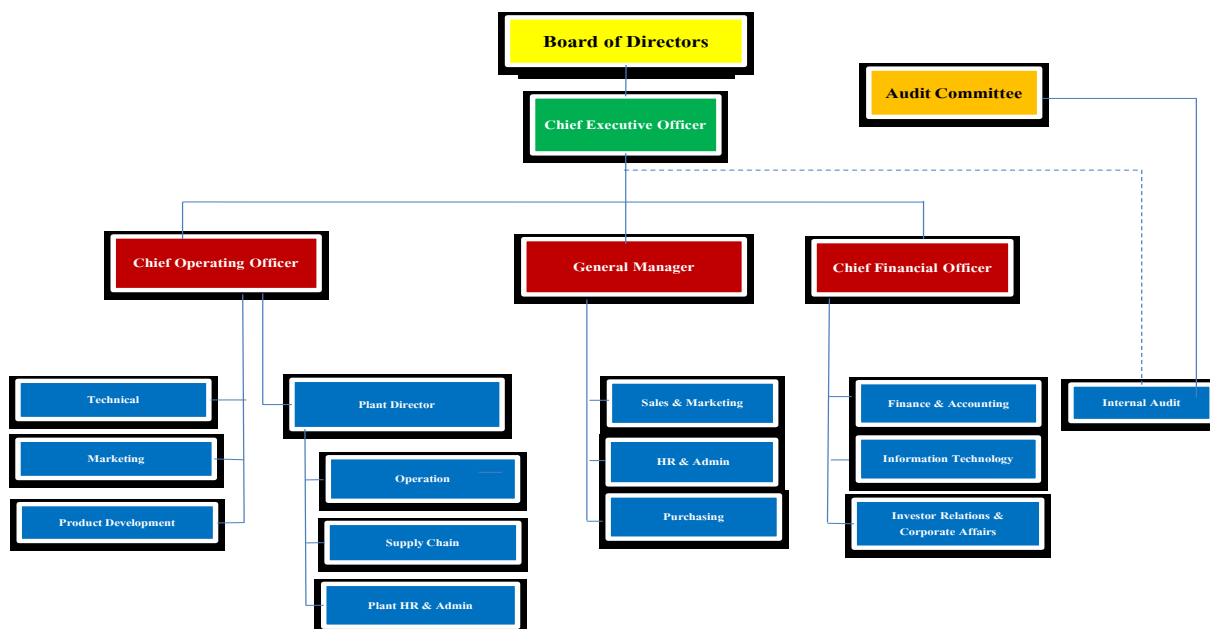 Board of Directors
Audit Committee
Chief Executive Officer
Chief Operating Officer
General Manager
Chief Financial Officer
Technical
Plant Director
Sales & Marketing
Finance & Accounting
Internal Audit
Marketing
HR & Admin
Information Technology
Operation
Product Development
Purchasing
Investor Relations &
Corporate Affairs
Supply Chain
Plant HR & Admin